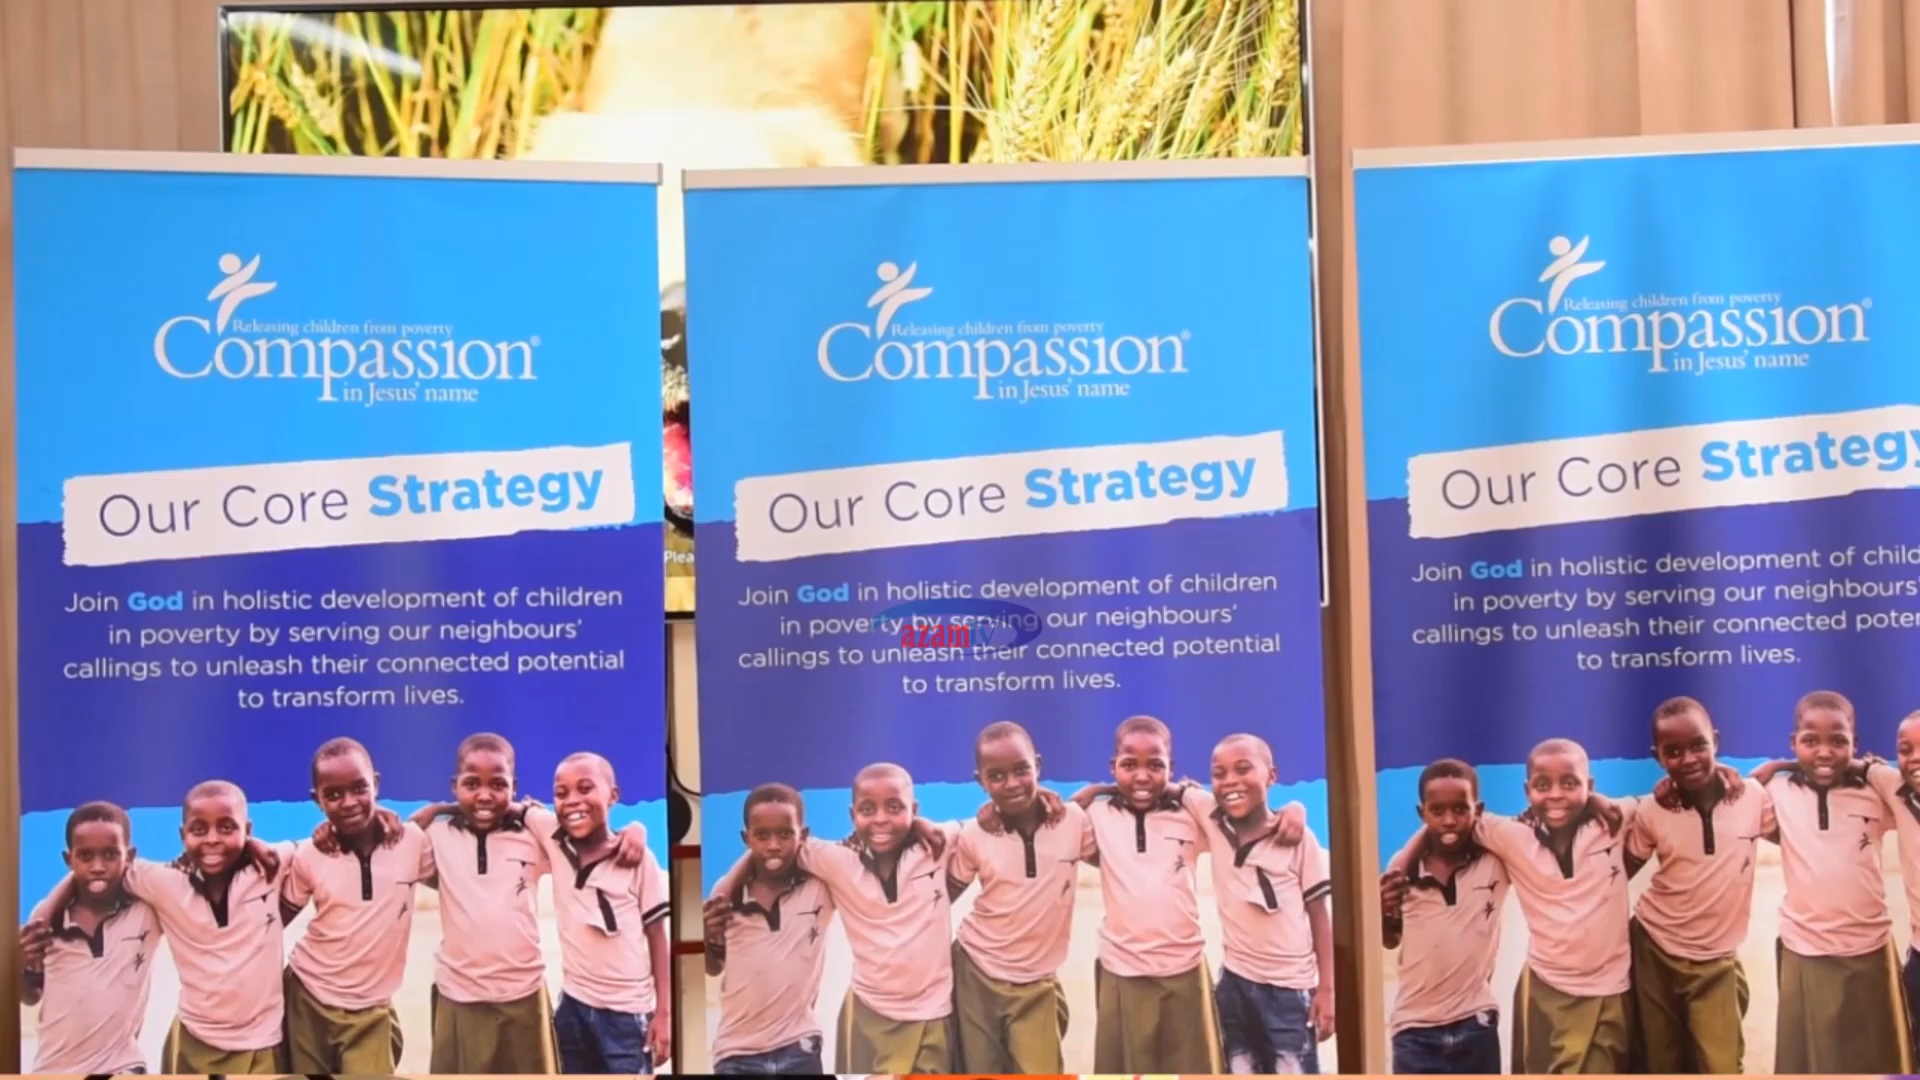 Releasing children from poverty
Compassion®
in Jesus' name
Our Core Strategy
Join God in holistic development of children
in poverty by serving our neighbours'
callings to unleash their connected potential
to transform lives.
Plea
Releasing children from poverty
Compassion®
in Jesus' name
Our Core Strategy
Join God in holistic development of children
in poverty by serving our neighbours'
callings to unleash their connected potential
to transform lives.
azam tv
Releasing children from poverty
Compassion®
in Jesus' name
Our Core Strategy
Join God in holistic development of child
in poverty by serving our neighbours'
callings to unleash their connected poten
to transform lives.